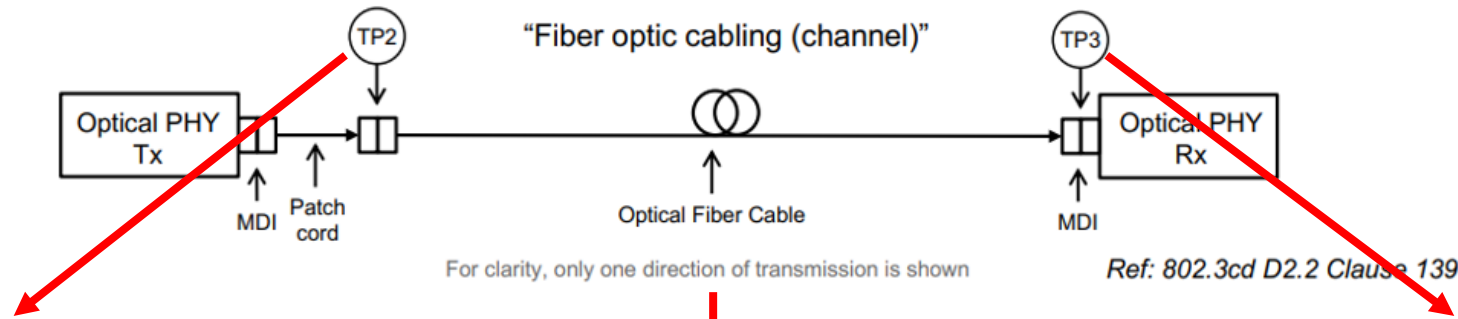 TP2
“Fiber optic cabling (channel)”
TP3
Optical PHY
Tx
Optical PHY
Rx
MDI
Patch
cord
Optical Fiber Cable
MDI
For clarity, only one direction of transmission is shown
Ref: 802.3cd D2.2 Clause 139